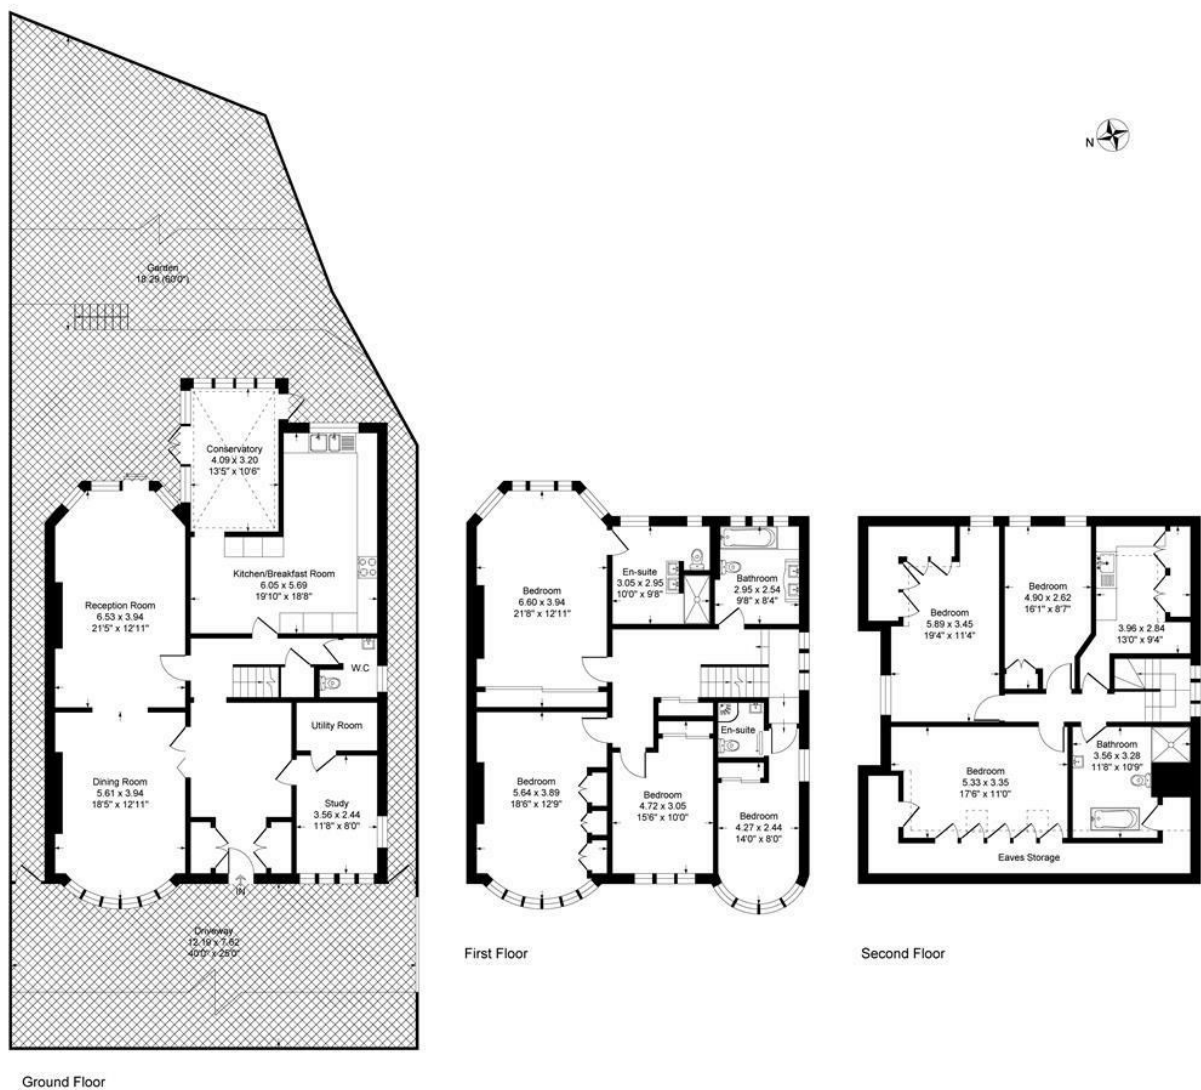 N
Garden
18.29 (60'0")
Conservatory
4.09 x 3.20
13'5" x 10'6"
Kitchen/Breakfast Room
6.05 x 5.69
19'10" x 18'8"
Reception Room
6.53 x 3.94
21'5" x 12'11"
W.C
Utility Room
Dining Room
5.61 x 3.94
18'5" x 12'11"
Study
3.56 x 2.44
11'8" x 8'0"
IN
Driveway
12.19 x 7.62
40'0" x 25'0"
Ground Floor
Bedroom
6.60 x 3.94
21'8" x 12'11"
En-suite
3.05 x 2.95
10'0" x 9'8"
Bathroom
2.95 x 2.54
9'8" x 8'4"
En-suite
Bedroom
5.64 x 3.89
18'6" x 12'9"
Bedroom
4.72 x 3.05
15'6" x 10'0"
Bedroom
4.27 x 2.44
14'0" x 8'0"
First Floor
Bedroom
5.89 x 3.45
19'4" x 11'4"
Bedroom
4.90 x 2.62
16'1" x 8'7"
3.96 x 2.84
13'0" x 9'4"
Bedroom
5.33 x 3.35
17'6" x 11'0"
Bathroom
3.56 x 3.28
11'8" x 10'9"
Eaves Storage
Second Floor